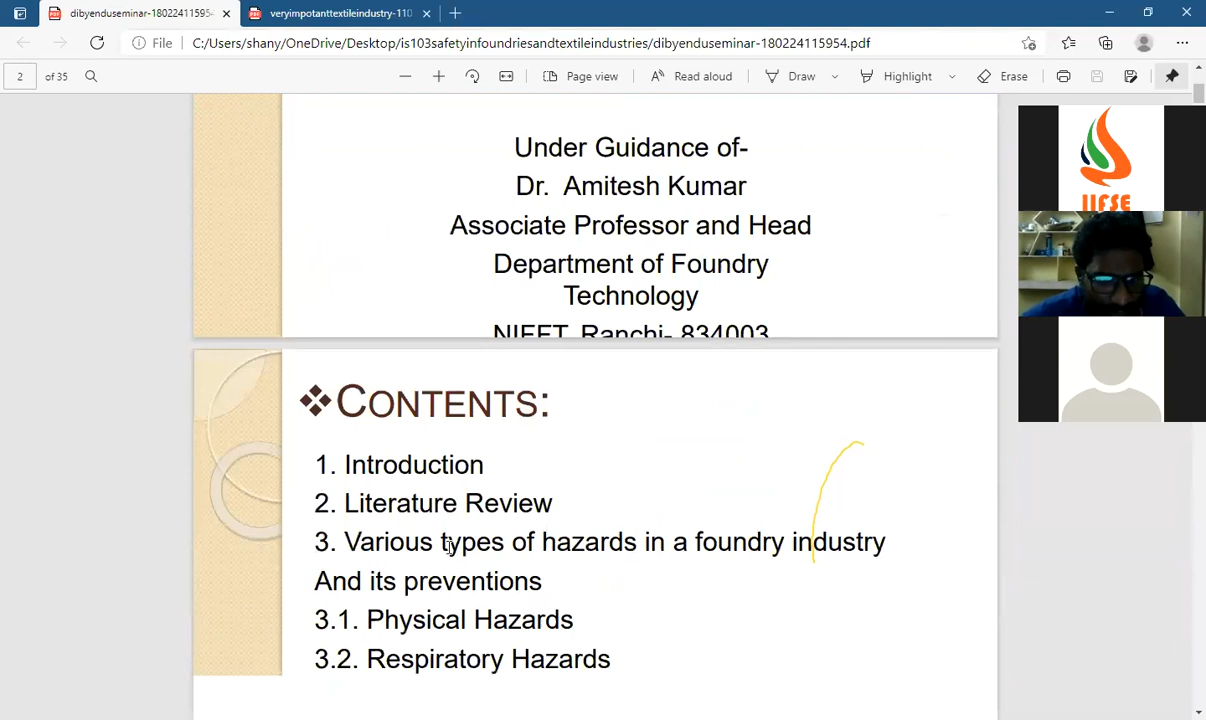 dibyenduseminar-180224115954.
veryimpotanttextileindustry-110
File
C:/Users/shany/OneDrive/Desktop/is103safetyinfoundriesandtextileindustries/dibyenduseminar-180224115954.pdf
2 of 35
Page view
Read aloud
Draw
Highlight
Erase
Under Guidance of-
Dr. Amitesh Kumar
Associate Professor and Head
Department of Foundry
Technology
NIFFT, Ranchi- 834003
IIFSE
❖CONTENTS:
1. Introduction
2. Literature Review
3. Various types of hazards in a foundry industry
And its preventions
3.1. Physical Hazards
3.2. Respiratory Hazards